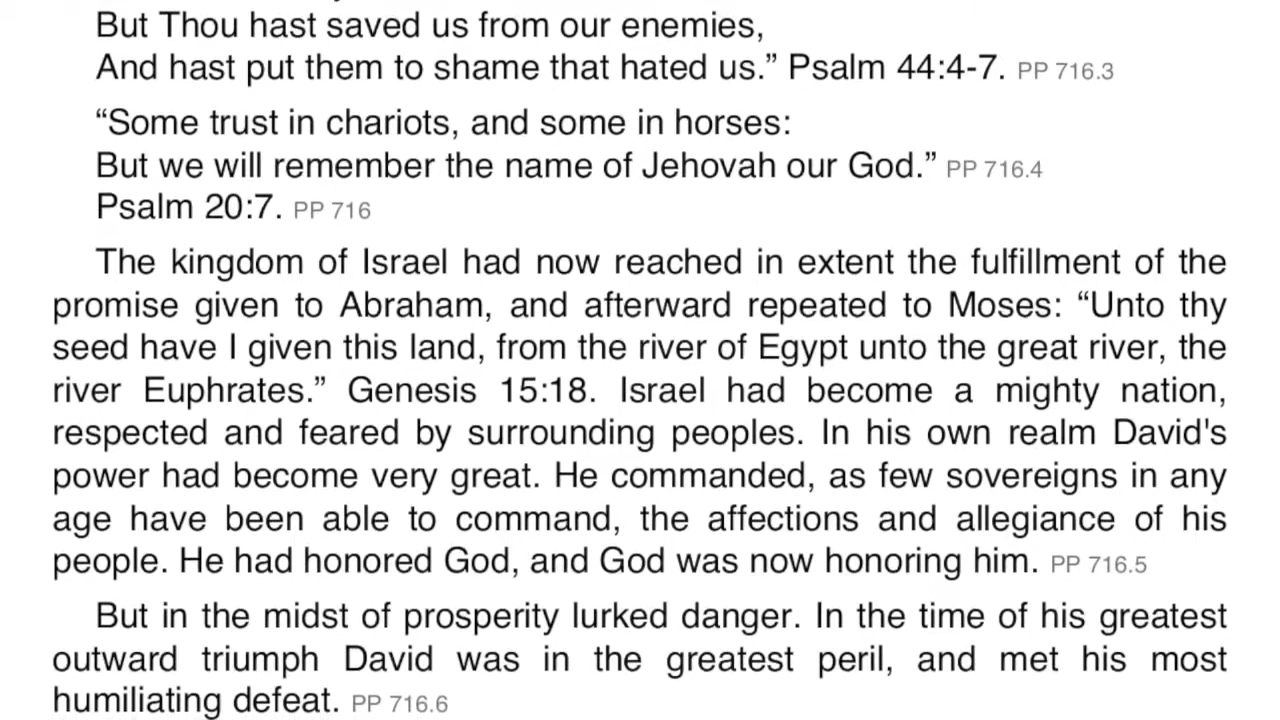 But Thou hast saved us from our enemies,
And hast put them to shame that hated us.” Psalm 44:4-7. PP 716.3
“Some trust in chariots, and some in horses:
But we will remember the name of Jehovah our God.” PP 716.4
Psalm 20:7. PP 716
The kingdom of Israel had now reached in extent the fulfillment of the
promise given to Abraham, and afterward repeated to Moses: “Unto thy
seed have I given this land, from the river of Egypt unto the great river, the
river Euphrates.” Genesis 15:18. Israel had become a mighty nation,
respected and feared by surrounding peoples. In his own realm David's
power had become very great. He commanded, as few sovereigns in any
age have been able to command, the affections and allegiance of his
people. He had honored God, and God was now honoring him. PP 716.5
But in the midst of prosperity lurked danger. In the time of his greatest
outward triumph David was in the greatest peril, and met his most
humiliating defeat. PP 716.6